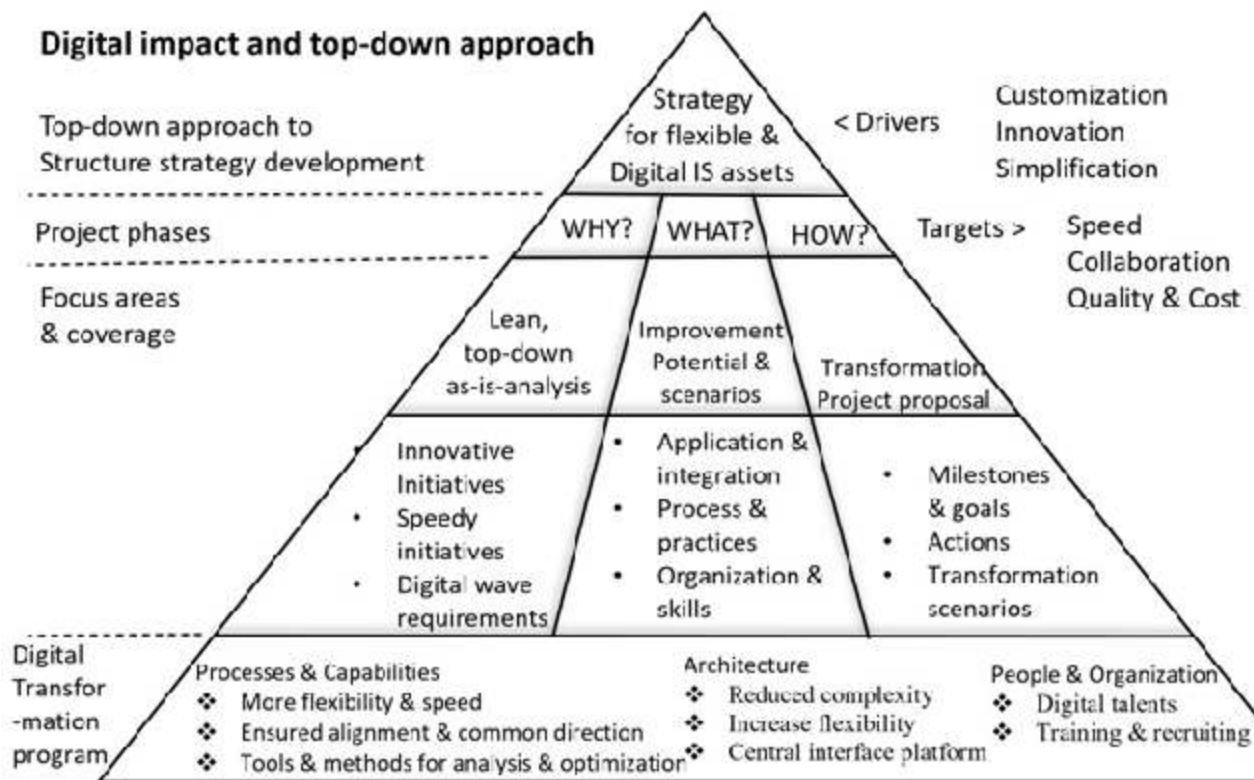 Digital impact and top-down approach
Top-down approach to
Structure strategy development
Strategy
for flexible &
Digital IS assets
< Drivers
Customization
Innovation
Simplification
Project phases
WHY?
WHAT?
HOW?
Targets >
Speed
Collaboration
Quality & Cost
Focus areas
& coverage
Lean,
top-down
as-is-analysis
Improvement
Potential &
scenarios
Transformation
Project proposal
• Innovative
Initiatives
• Speedy
initiatives
• Digital wave
requirements
• Application &
integration
• Process &
practices
• Organization &
skills
• Milestones
& goals
• Actions
• Transformation
scenarios
Digital
Transfor
-mation
program
Processes & Capabilities
❖ More flexibility & speed
❖ Ensured alignment & common direction
❖ Tools & methods for analysis & optimization
Architecture
❖ Reduced complexity
❖ Increase flexibility
❖ Central interface platform
People & Organization
❖ Digital talents
❖ Training & recruiting